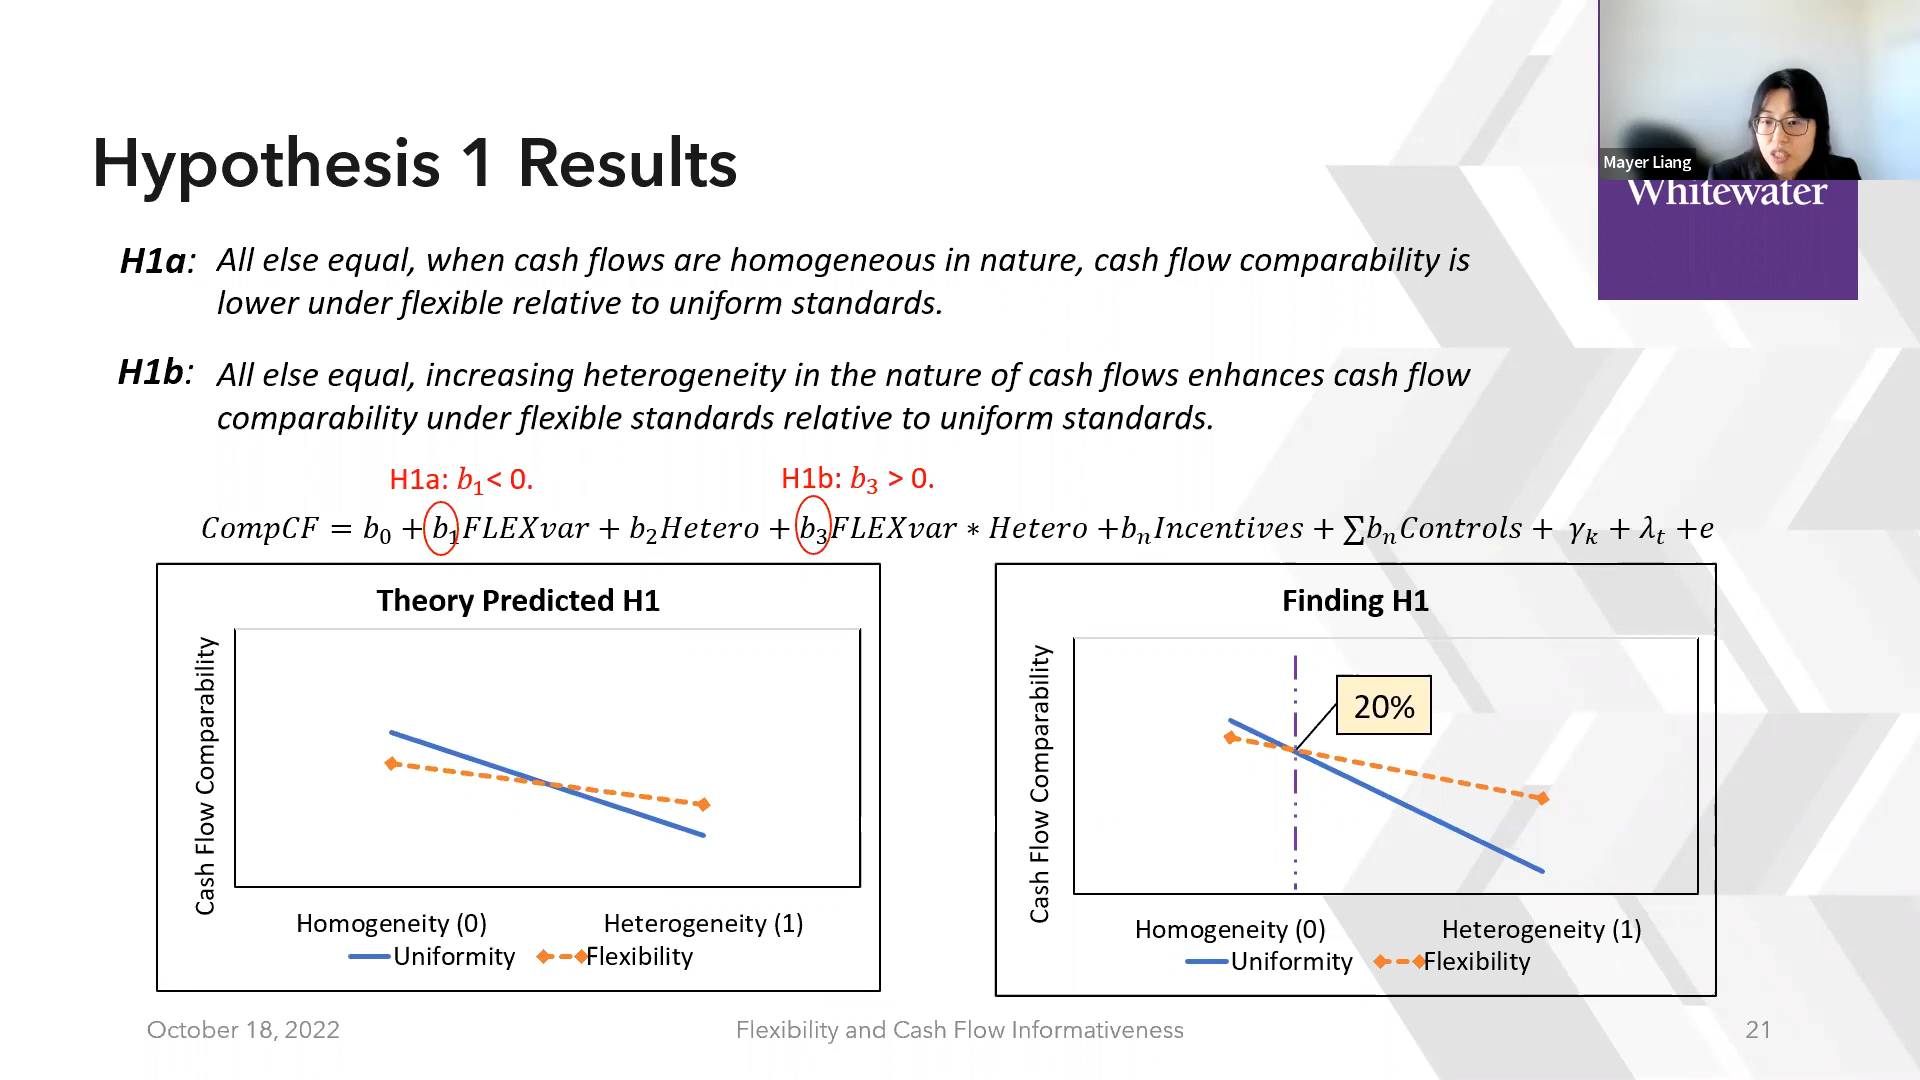 Hypothesis 1 Results
Mayer Liang
Whitewater
H1a: All else equal, when cash flows are homogeneous in nature, cash flow comparability is
lower under flexible relative to uniform standards.
H1b: All else equal, increasing heterogeneity in the nature of cash flows enhances cash flow
comparability under flexible standards relative to uniform standards.
H1a: b₁< 0. H1b: b₃ > 0.
CompCF = b₀ + b₁FLEXvar + b₂Hetero + b₃FLEXvar ∗ Hetero +bₙIncentives + ∑bₙControls + γₖ + λₜ +e
Theory Predicted H1
Cash Flow Comparability
Homogeneity (0) Heterogeneity (1)
Uniformity Flexibility
Finding H1
Cash Flow Comparability
20%
Homogeneity (0) Heterogeneity (1)
Uniformity Flexibility
October 18, 2022 Flexibility and Cash Flow Informativeness 21